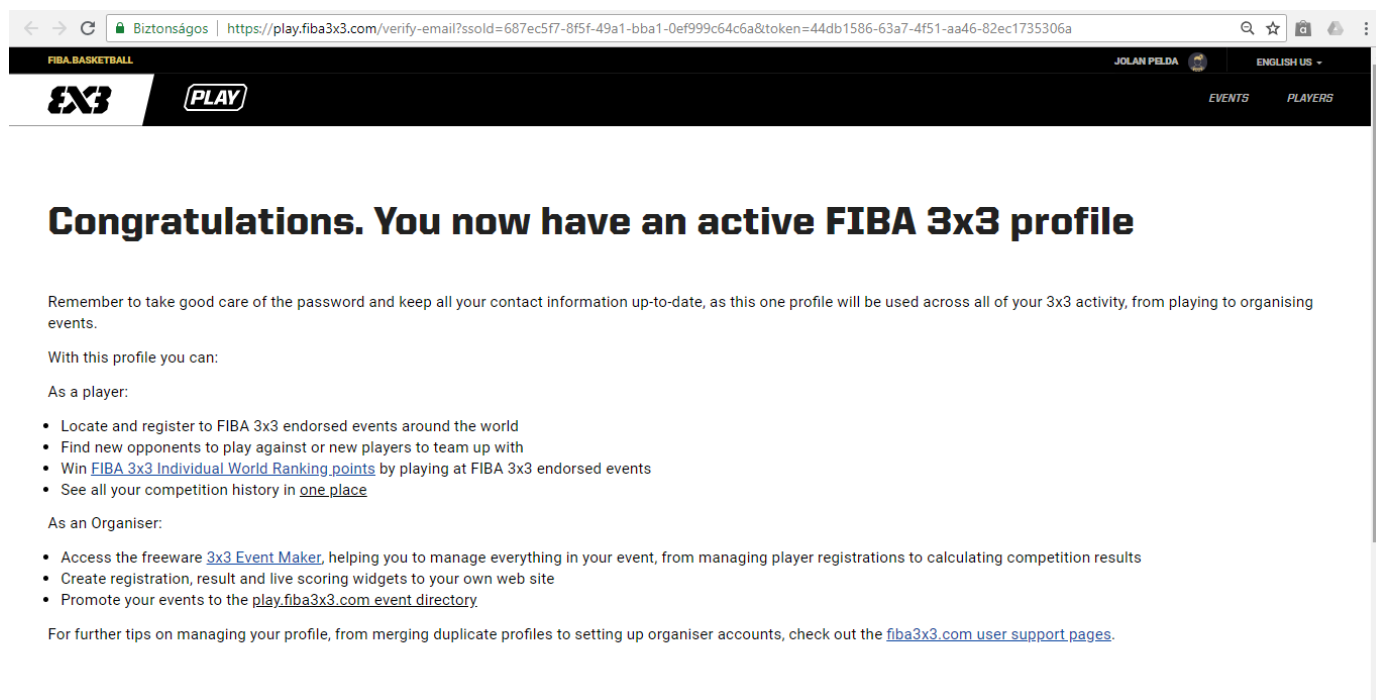 Biztonságos | https://play.fiba3x3.com/verify-email?ssoId=687ec5f7-8f5f-49a1-bba1-0ef999c64c6a&token=44db1586-63a7-4f51-aa46-82ec1735306a
FIBA.BASKETBALL JOLAN PELDA ENGLISH US
3X3 PLAY EVENTS PLAYERS
Congratulations. You now have an active FIBA 3x3 profile
Remember to take good care of the password and keep all your contact information up-to-date, as this one profile will be used across all of your 3x3 activity, from playing to organising
events.
With this profile you can:
As a player:
• Locate and register to FIBA 3x3 endorsed events around the world
• Find new opponents to play against or new players to team up with
• Win FIBA 3x3 Individual World Ranking points by playing at FIBA 3x3 endorsed events
• See all your competition history in one place
As an Organiser:
• Access the freeware 3x3 Event Maker, helping you to manage everything in your event, from managing player registrations to calculating competition results
• Create registration, result and live scoring widgets to your own web site
• Promote your events to the play.fiba3x3.com event directory
For further tips on managing your profile, from merging duplicate profiles to setting up organiser accounts, check out the fiba3x3.com user support pages.